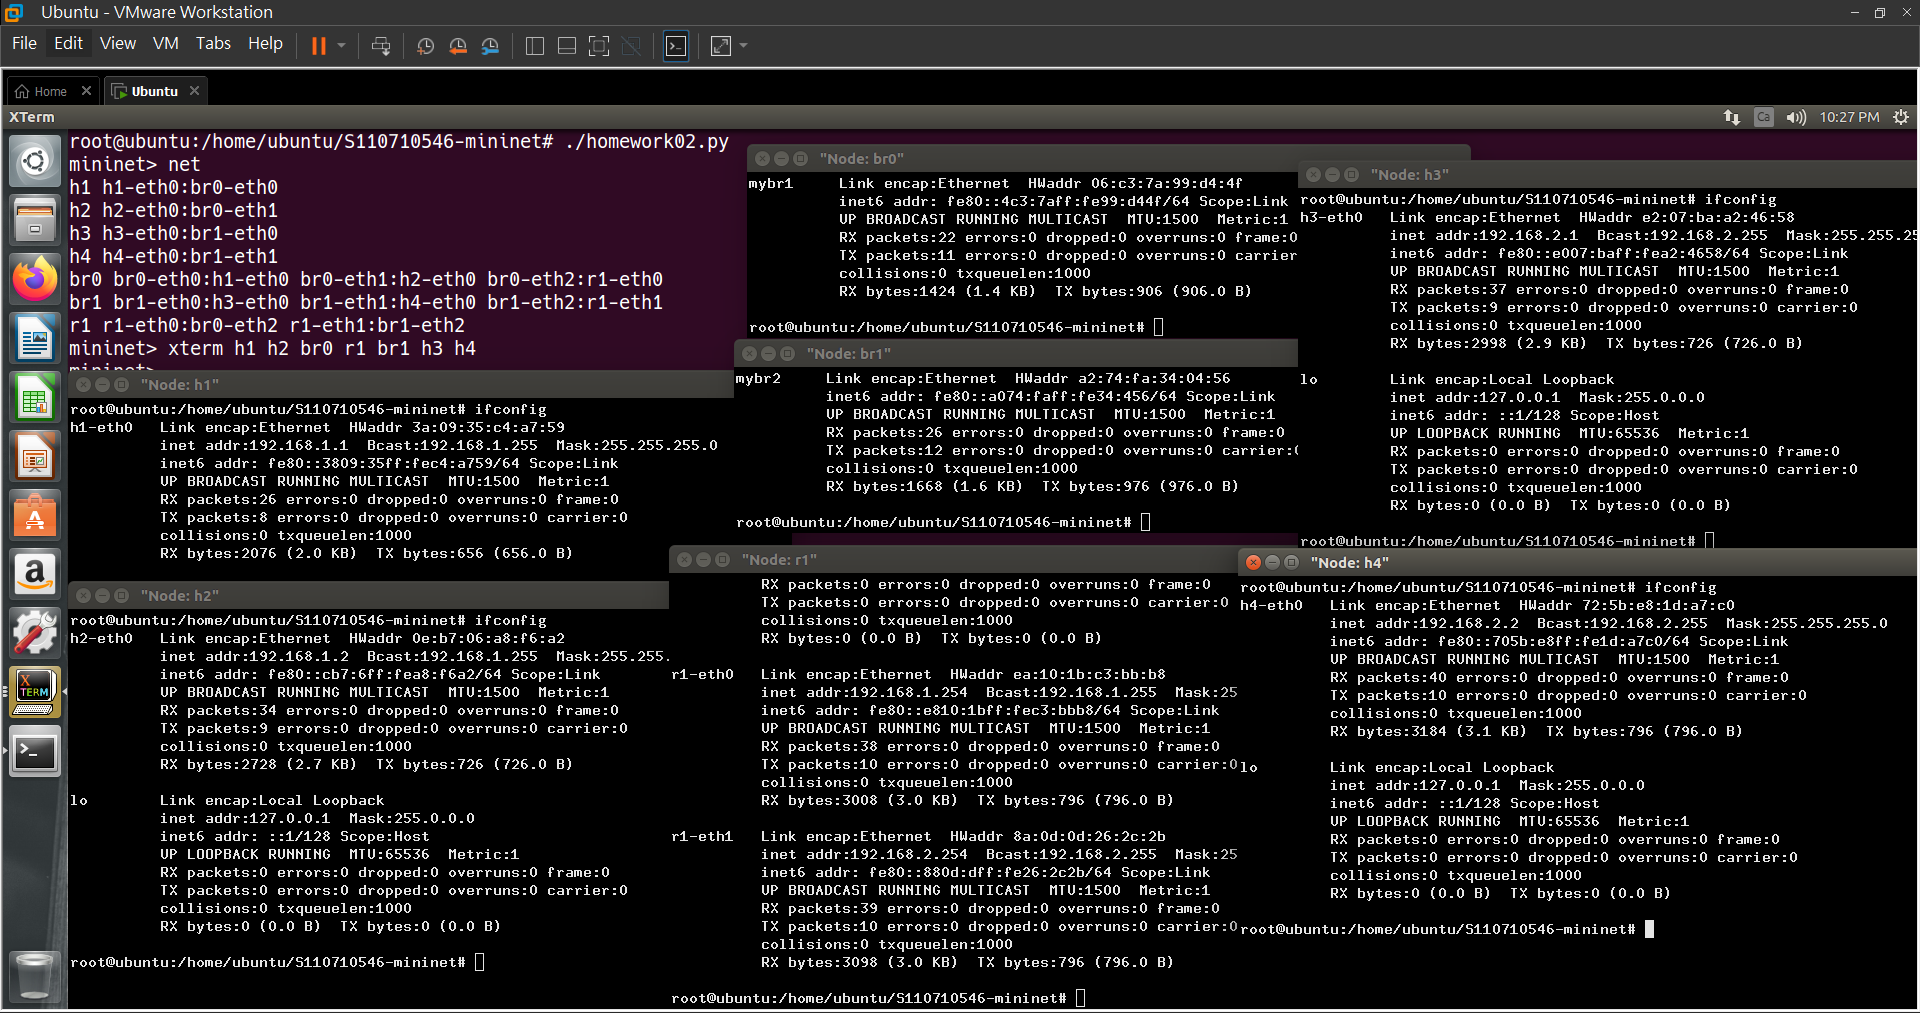 Ubuntu - VMware Workstation
File Edit View VM Tabs Help
Home
Ubuntu
XTerm
Ca
10:27 PM
root@ubuntu:/home/ubuntu/S110710546-mininet# ./homework02.py
mininet> net
h1 h1-eth0:br0-eth0
h2 h2-eth0:br0-eth1
h3 h3-eth0:br1-eth0
h4 h4-eth0:br1-eth1
br0 br0-eth0:h1-eth0 br0-eth1:h2-eth0 br0-eth2:r1-eth0
br1 br1-eth0:h3-eth0 br1-eth1:h4-eth0 br1-eth2:r1-eth1
r1 r1-eth0:br0-eth2 r1-eth1:br1-eth2
mininet> xterm h1 h2 br0 r1 br1 h3 h4
mininet>
"Node: h1"
root@ubuntu:/home/ubuntu/S110710546-mininet# ifconfig
h1-eth0 Link encap:Ethernet HWaddr 3a:09:35:c4:a7:59
inet addr:192.168.1.1 Bcast:192.168.1.255 Mask:255.255.255.0
inet6 addr: fe80::3809:35ff:fec4:a759/64 Scope:Link
UP BROADCAST RUNNING MULTICAST MTU:1500 Metric:1
RX packets:26 errors:0 dropped:0 overruns:0 frame:0
TX packets:8 errors:0 dropped:0 overruns:0 carrier:0
collisions:0 txqueuelen:1000
RX bytes:2076 (2.0 KB) TX bytes:656 (656.0 B)
"Node: h2"
root@ubuntu:/home/ubuntu/S110710546-mininet# ifconfig
h2-eth0 Link encap:Ethernet HWaddr 0e:b7:06:a8:f6:a2
inet addr:192.168.1.2 Bcast:192.168.1.255 Mask:255.255.
inet6 addr: fe80::cb7:6ff:fea8:f6a2/64 Scope:Link
UP BROADCAST RUNNING MULTICAST MTU:1500 Metric:1
RX packets:34 errors:0 dropped:0 overruns:0 frame:0
TX packets:9 errors:0 dropped:0 overruns:0 carrier:0
collisions:0 txqueuelen:1000
RX bytes:2728 (2.7 KB) TX bytes:726 (726.0 B)
lo Link encap:Local Loopback
inet addr:127.0.0.1 Mask:255.0.0.0
inet6 addr: ::1/128 Scope:Host
UP LOOPBACK RUNNING MTU:65536 Metric:1
RX packets:0 errors:0 dropped:0 overruns:0 frame:0
TX packets:0 errors:0 dropped:0 overruns:0 carrier:0
collisions:0 txqueuelen:1000
RX bytes:0 (0.0 B) TX bytes:0 (0.0 B)
root@ubuntu:/home/ubuntu/S110710546-mininet#
"Node: br0"
mybr1 Link encap:Ethernet HWaddr 06:c3:7a:99:d4:4f
inet6 addr: fe80::4c3:7aff:fe99:d44f/64 Scope:Link
UP BROADCAST RUNNING MULTICAST MTU:1500 Metric:1
RX packets:22 errors:0 dropped:0 overruns:0 frame:0
TX packets:11 errors:0 dropped:0 overruns:0 carrier
collisions:0 txqueuelen:1000
RX bytes:1424 (1.4 KB) TX bytes:906 (906.0 B)
root@ubuntu:/home/ubuntu/S110710546-mininet#
"Node: br1"
mybr2 Link encap:Ethernet HWaddr a2:74:fa:34:04:56
inet6 addr: fe80::a074:faff:fe34:456/64 Scope:Link
UP BROADCAST RUNNING MULTICAST MTU:1500 Metric:1
RX packets:26 errors:0 dropped:0 overruns:0 frame:0
TX packets:12 errors:0 dropped:0 overruns:0 carrier:
collisions:0 txqueuelen:1000
RX bytes:1668 (1.6 KB) TX bytes:976 (976.0 B)
root@ubuntu:/home/ubuntu/S110710546-mininet#
"Node: r1"
RX packets:0 errors:0 dropped:0 overruns:0 frame:0
TX packets:0 errors:0 dropped:0 overruns:0 carrier:0
collisions:0 txqueuelen:1000
RX bytes:0 (0.0 B) TX bytes:0 (0.0 B)
r1-eth0 Link encap:Ethernet HWaddr ea:10:1b:c3:bb:b8
inet addr:192.168.1.254 Bcast:192.168.1.255 Mask:25
inet6 addr: fe80::e810:1bff:fec3:bbb8/64 Scope:Link
UP BROADCAST RUNNING MULTICAST MTU:1500 Metric:1
RX packets:38 errors:0 dropped:0 overruns:0 frame:0
TX packets:10 errors:0 dropped:0 overruns:0 carrier:0
collisions:0 txqueuelen:1000
RX bytes:3008 (3.0 KB) TX bytes:796 (796.0 B)
r1-eth1 Link encap:Ethernet HWaddr 8a:0d:0d:26:2c:2b
inet addr:192.168.2.254 Bcast:192.168.2.255 Mask:25
inet6 addr: fe80::880d:dff:fe26:2c2b/64 Scope:Link
UP BROADCAST RUNNING MULTICAST MTU:1500 Metric:1
RX packets:39 errors:0 dropped:0 overruns:0 frame:0
TX packets:10 errors:0 dropped:0 overruns:0 carrier:0
collisions:0 txqueuelen:1000
RX bytes:3098 (3.0 KB) TX bytes:796 (796.0 B)
root@ubuntu:/home/ubuntu/S110710546-mininet#
"Node: h3"
root@ubuntu:/home/ubuntu/S110710546-mininet# ifconfig
h3-eth0 Link encap:Ethernet HWaddr e2:07:ba:a2:46:58
inet addr:192.168.2.1 Bcast:192.168.2.255 Mask:255.255.25
inet6 addr: fe80::e007:baff:fea2:4658/64 Scope:Link
UP BROADCAST RUNNING MULTICAST MTU:1500 Metric:1
RX packets:37 errors:0 dropped:0 overruns:0 frame:0
TX packets:9 errors:0 dropped:0 overruns:0 carrier:0
collisions:0 txqueuelen:1000
RX bytes:2998 (2.9 KB) TX bytes:726 (726.0 B)
lo Link encap:Local Loopback
inet addr:127.0.0.1 Mask:255.0.0.0
inet6 addr: ::1/128 Scope:Host
UP LOOPBACK RUNNING MTU:65536 Metric:1
RX packets:0 errors:0 dropped:0 overruns:0 frame:0
TX packets:0 errors:0 dropped:0 overruns:0 carrier:0
collisions:0 txqueuelen:1000
RX bytes:0 (0.0 B) TX bytes:0 (0.0 B)
root@ubuntu:/home/ubuntu/S110710546-mininet#
"Node: h4"
root@ubuntu:/home/ubuntu/S110710546-mininet# ifconfig
h4-eth0 Link encap:Ethernet HWaddr 72:5b:e8:1d:a7:c0
inet addr:192.168.2.2 Bcast:192.168.2.255 Mask:255.255.255.0
inet6 addr: fe80::705b:e8ff:fe1d:a7c0/64 Scope:Link
UP BROADCAST RUNNING MULTICAST MTU:1500 Metric:1
RX packets:40 errors:0 dropped:0 overruns:0 frame:0
TX packets:10 errors:0 dropped:0 overruns:0 carrier:0
collisions:0 txqueuelen:1000
RX bytes:3184 (3.1 KB) TX bytes:796 (796.0 B)
lo Link encap:Local Loopback
inet addr:127.0.0.1 Mask:255.0.0.0
inet6 addr: ::1/128 Scope:Host
UP LOOPBACK RUNNING MTU:65536 Metric:1
RX packets:0 errors:0 dropped:0 overruns:0 frame:0
TX packets:0 errors:0 dropped:0 overruns:0 carrier:0
collisions:0 txqueuelen:1000
RX bytes:0 (0.0 B) TX bytes:0 (0.0 B)
root@ubuntu:/home/ubuntu/S110710546-mininet#
X
TERM